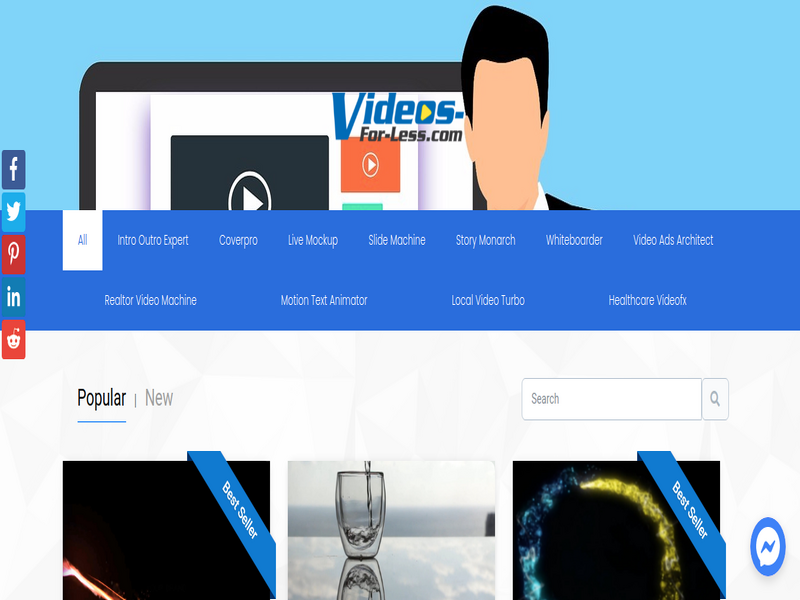 Videos-
For-Less.com
All Intro Outro Expert Coverpro Live Mockup Slide Machine Story Monarch Whiteboarder Video Ads Architect
Realtor Video Machine Motion Text Animator Local Video Turbo Healthcare Videofx
Popular | New
Search
Best Seller
Best Seller